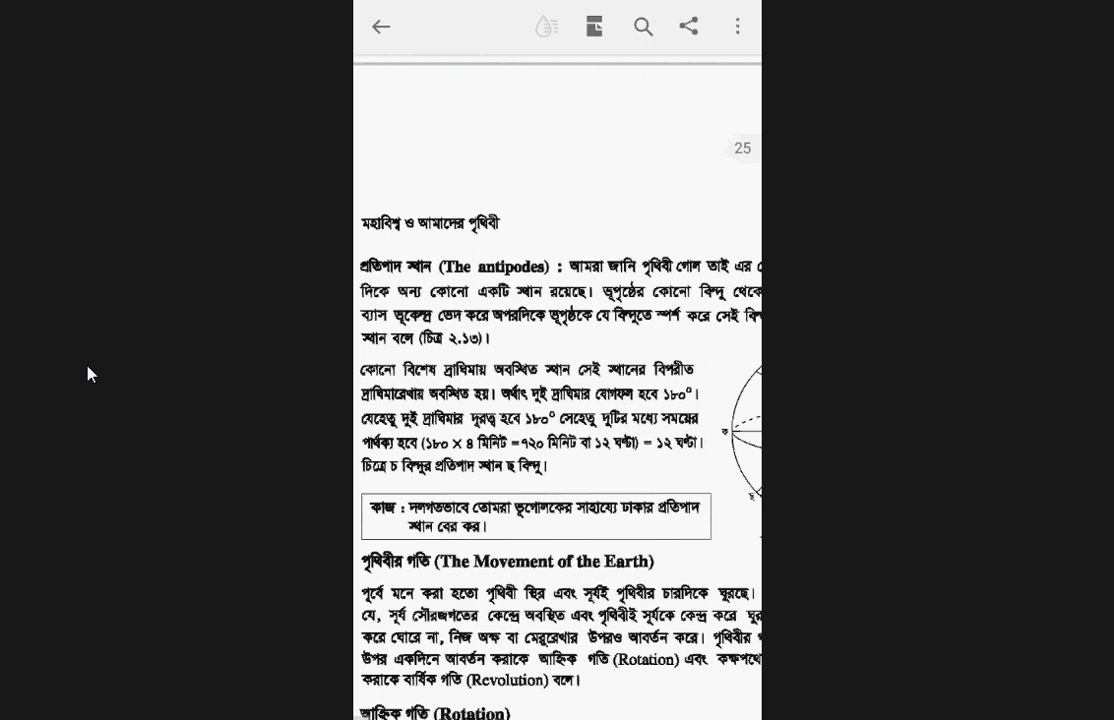 25
মহাবিশ্ব ও আমাদের পৃথিবী
প্রতিপাদ স্থান (The antipodes) : আমরা জানি পৃথিবী গোল তাই এর
দিকে অন্য কোনো একটি স্থান রয়েছে। ভূপৃষ্ঠের কোনো বিন্দু থেকে
ব্যাস ভূকেন্দ্র ভেদ করে অপরদিকে ভূপৃষ্ঠকে যে বিন্দুতে স্পর্শ করে সেই
স্থান বলে (চিত্র ২.১৩)।
কোনো বিশেষ দ্রাঘিমায় অবস্থিত স্থান সেই স্থানের বিপরীত
দ্রাঘিমারেখায় অবস্থিত হয়। অর্থাৎ দুই দ্রাঘিমার যোগফল হবে ১৮০°।
যেহেতু দুই দ্রাঘিমার দূরত্ব হবে ১৮০° সেহেতু দুটির মধ্যে সময়ের
পার্থক্য হবে (১৮০ × ৪ মিনিট =৭২০ মিনিট বা ১২ ঘণ্টা) = ১২ ঘণ্টা।
ক
চিত্রে চ বিন্দুর প্রতিপাদ স্থান ছ বিন্দু।
কাজ : দলগতভাবে তোমরা ভূগোলকের সাহায্যে ঢাকার প্রতিপাদ
স্থান বের কর।
পৃথিবীর গতি (The Movement of the Earth)
পূর্বে মনে করা হতো পৃথিবী স্থির এবং সূর্যই পৃথিবীর চারদিকে ঘুরছে।
যে, সূর্য সৌরজগতের কেন্দ্রে অবস্থিত এবং পৃথিবীই সূর্যকে কেন্দ্র করে
করে ঘোরে না, নিজ অক্ষ বা মেরুরেখার উপরও আবর্তন করে। পৃথিবীর
উপর একদিনে আবর্তন করাকে আহ্নিক গতি (Rotation) এবং কক্ষপথে
করাকে বার্ষিক গতি (Revolution) বলে।
আহ্নিক গতি (Rotation)